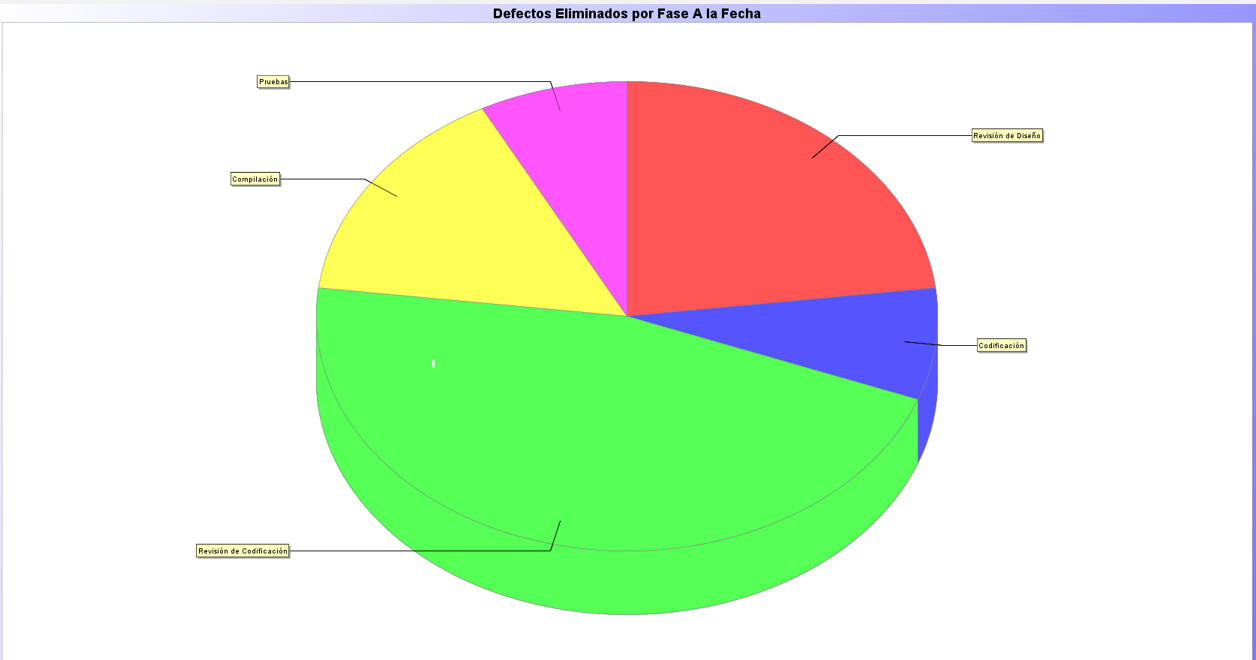 Defectos Eliminados por Fase A la Fecha
Pruebas
Revisión de Diseño
Compilación
Codificación
Revisión de Codificación